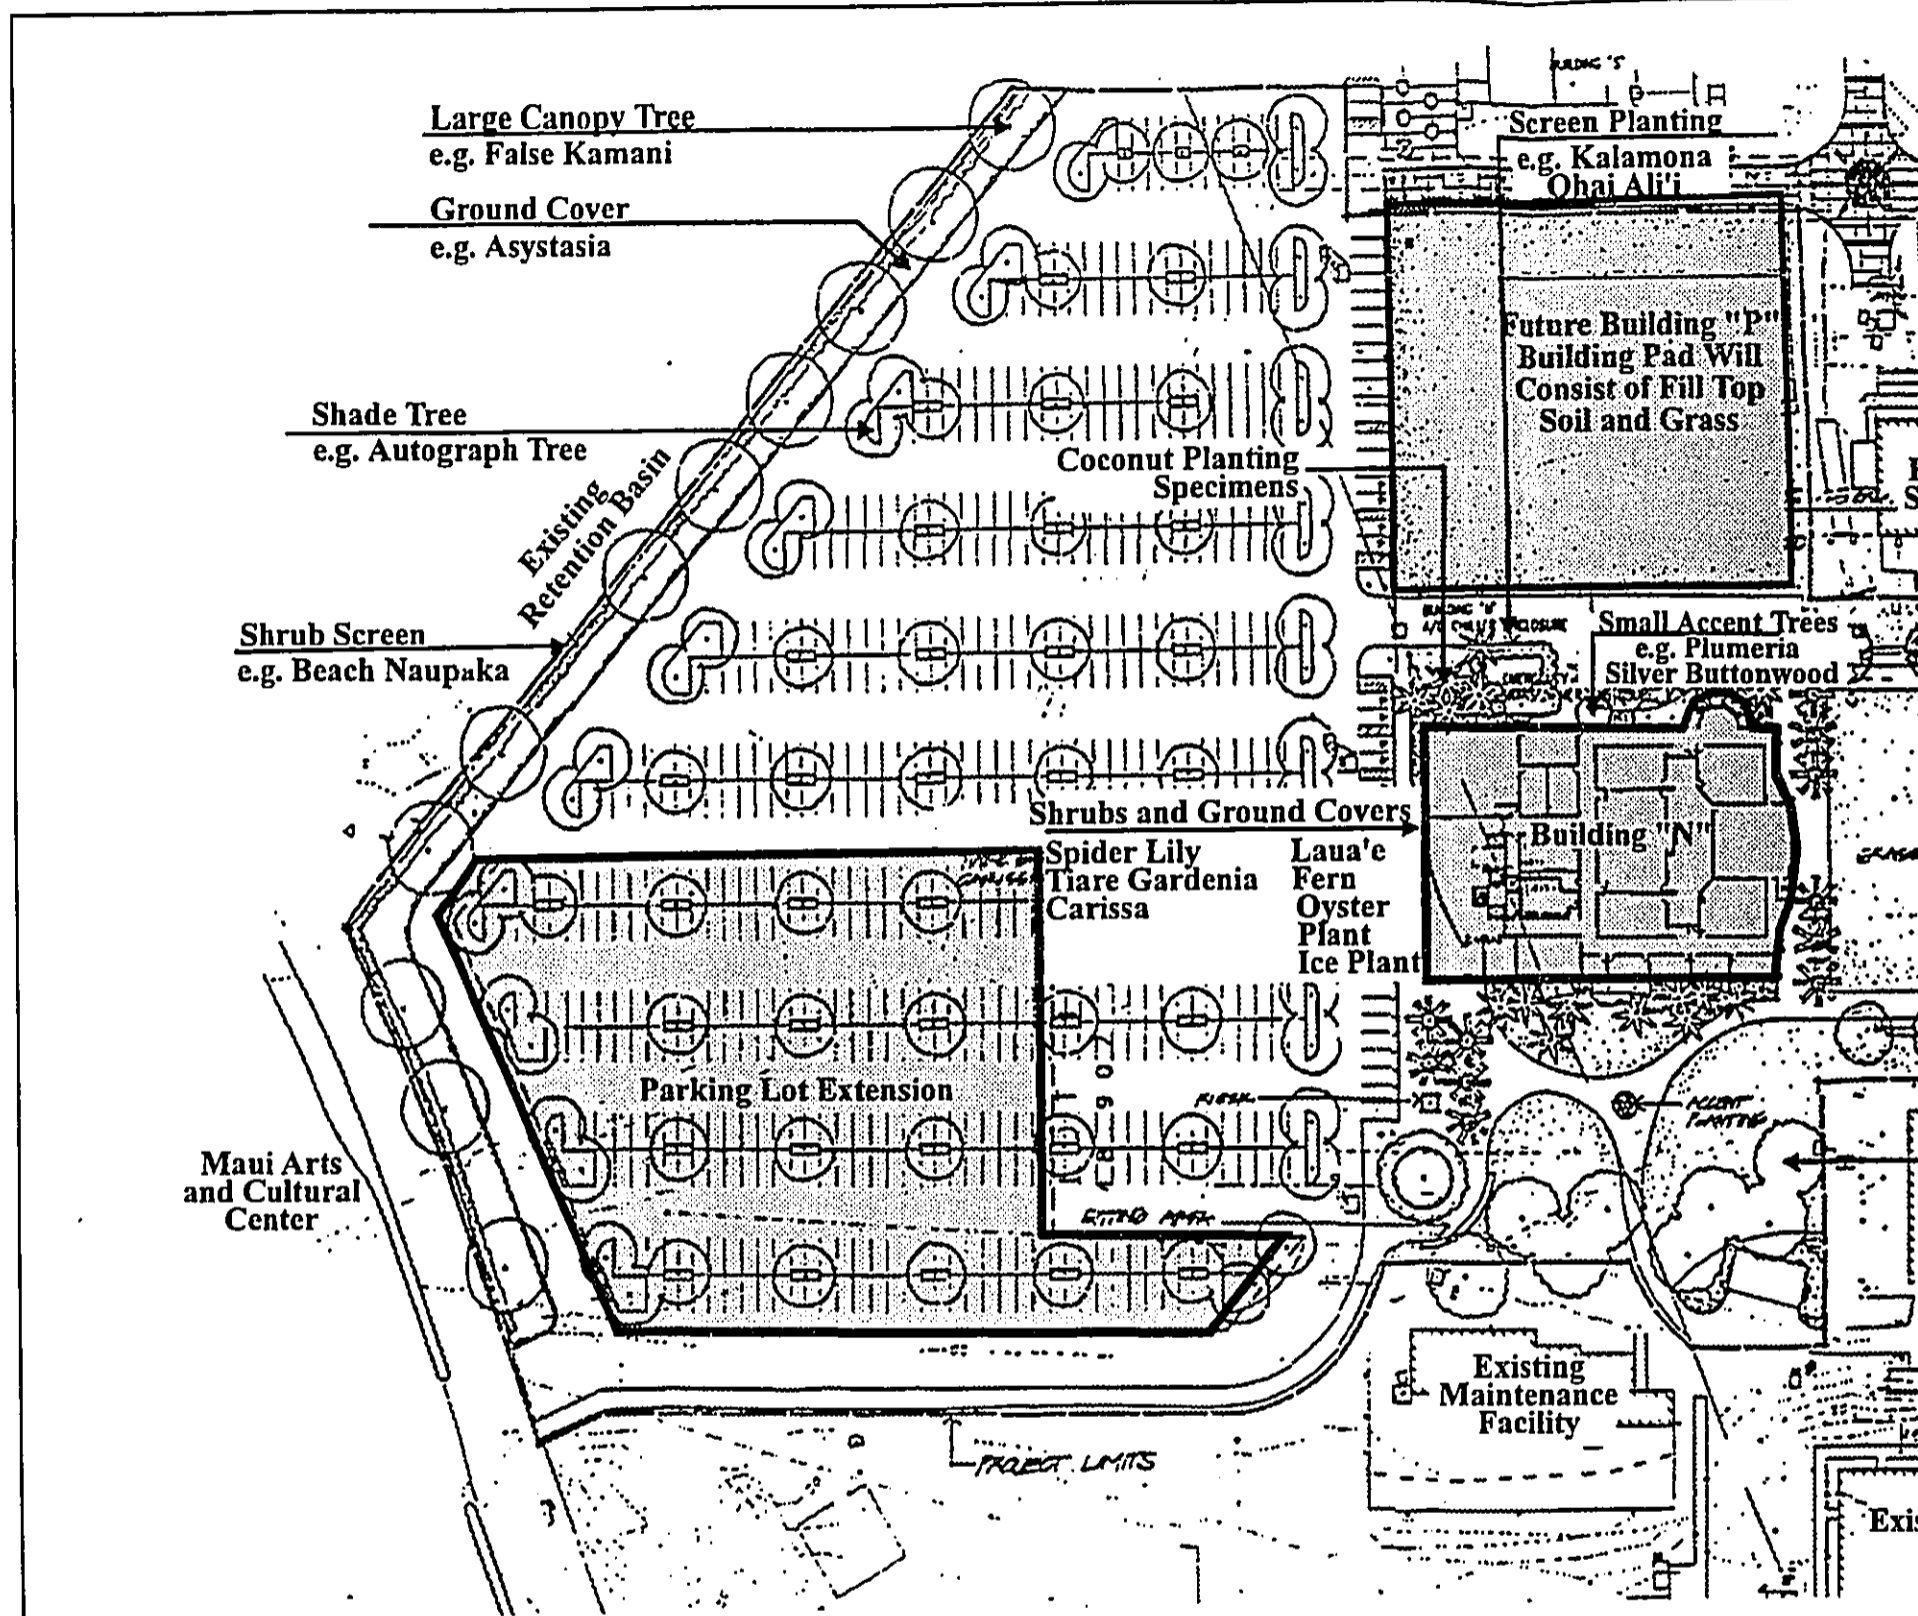 Large Canopy Tree
e.g. False Kamani
Ground Cover
e.g. Asystasia
Shade Tree
e.g. Autograph Tree
Existing
Retention Basin
Shrub Screen
e.g. Beach Naupaka
Screen Planting
e.g. Kalamona
Ohai Ali'i
Future Building "P"
Building Pad Will
Consist of Fill Top
Soil and Grass
Coconut Planting
Specimens
Small Accent Trees
e.g. Plumeria
Silver Buttonwood
Shrubs and Ground Covers
Spider Lily
Tiare Gardenia
Carissa
Laua'e
Fern
Oyster
Plant
Ice Plant
Building "N"
Parking Lot Extension
KIOSK
ACCENT
PLANTING
Maui Arts
and Cultural
Center
Existing
Maintenance
Facility
PROJECT LIMITS